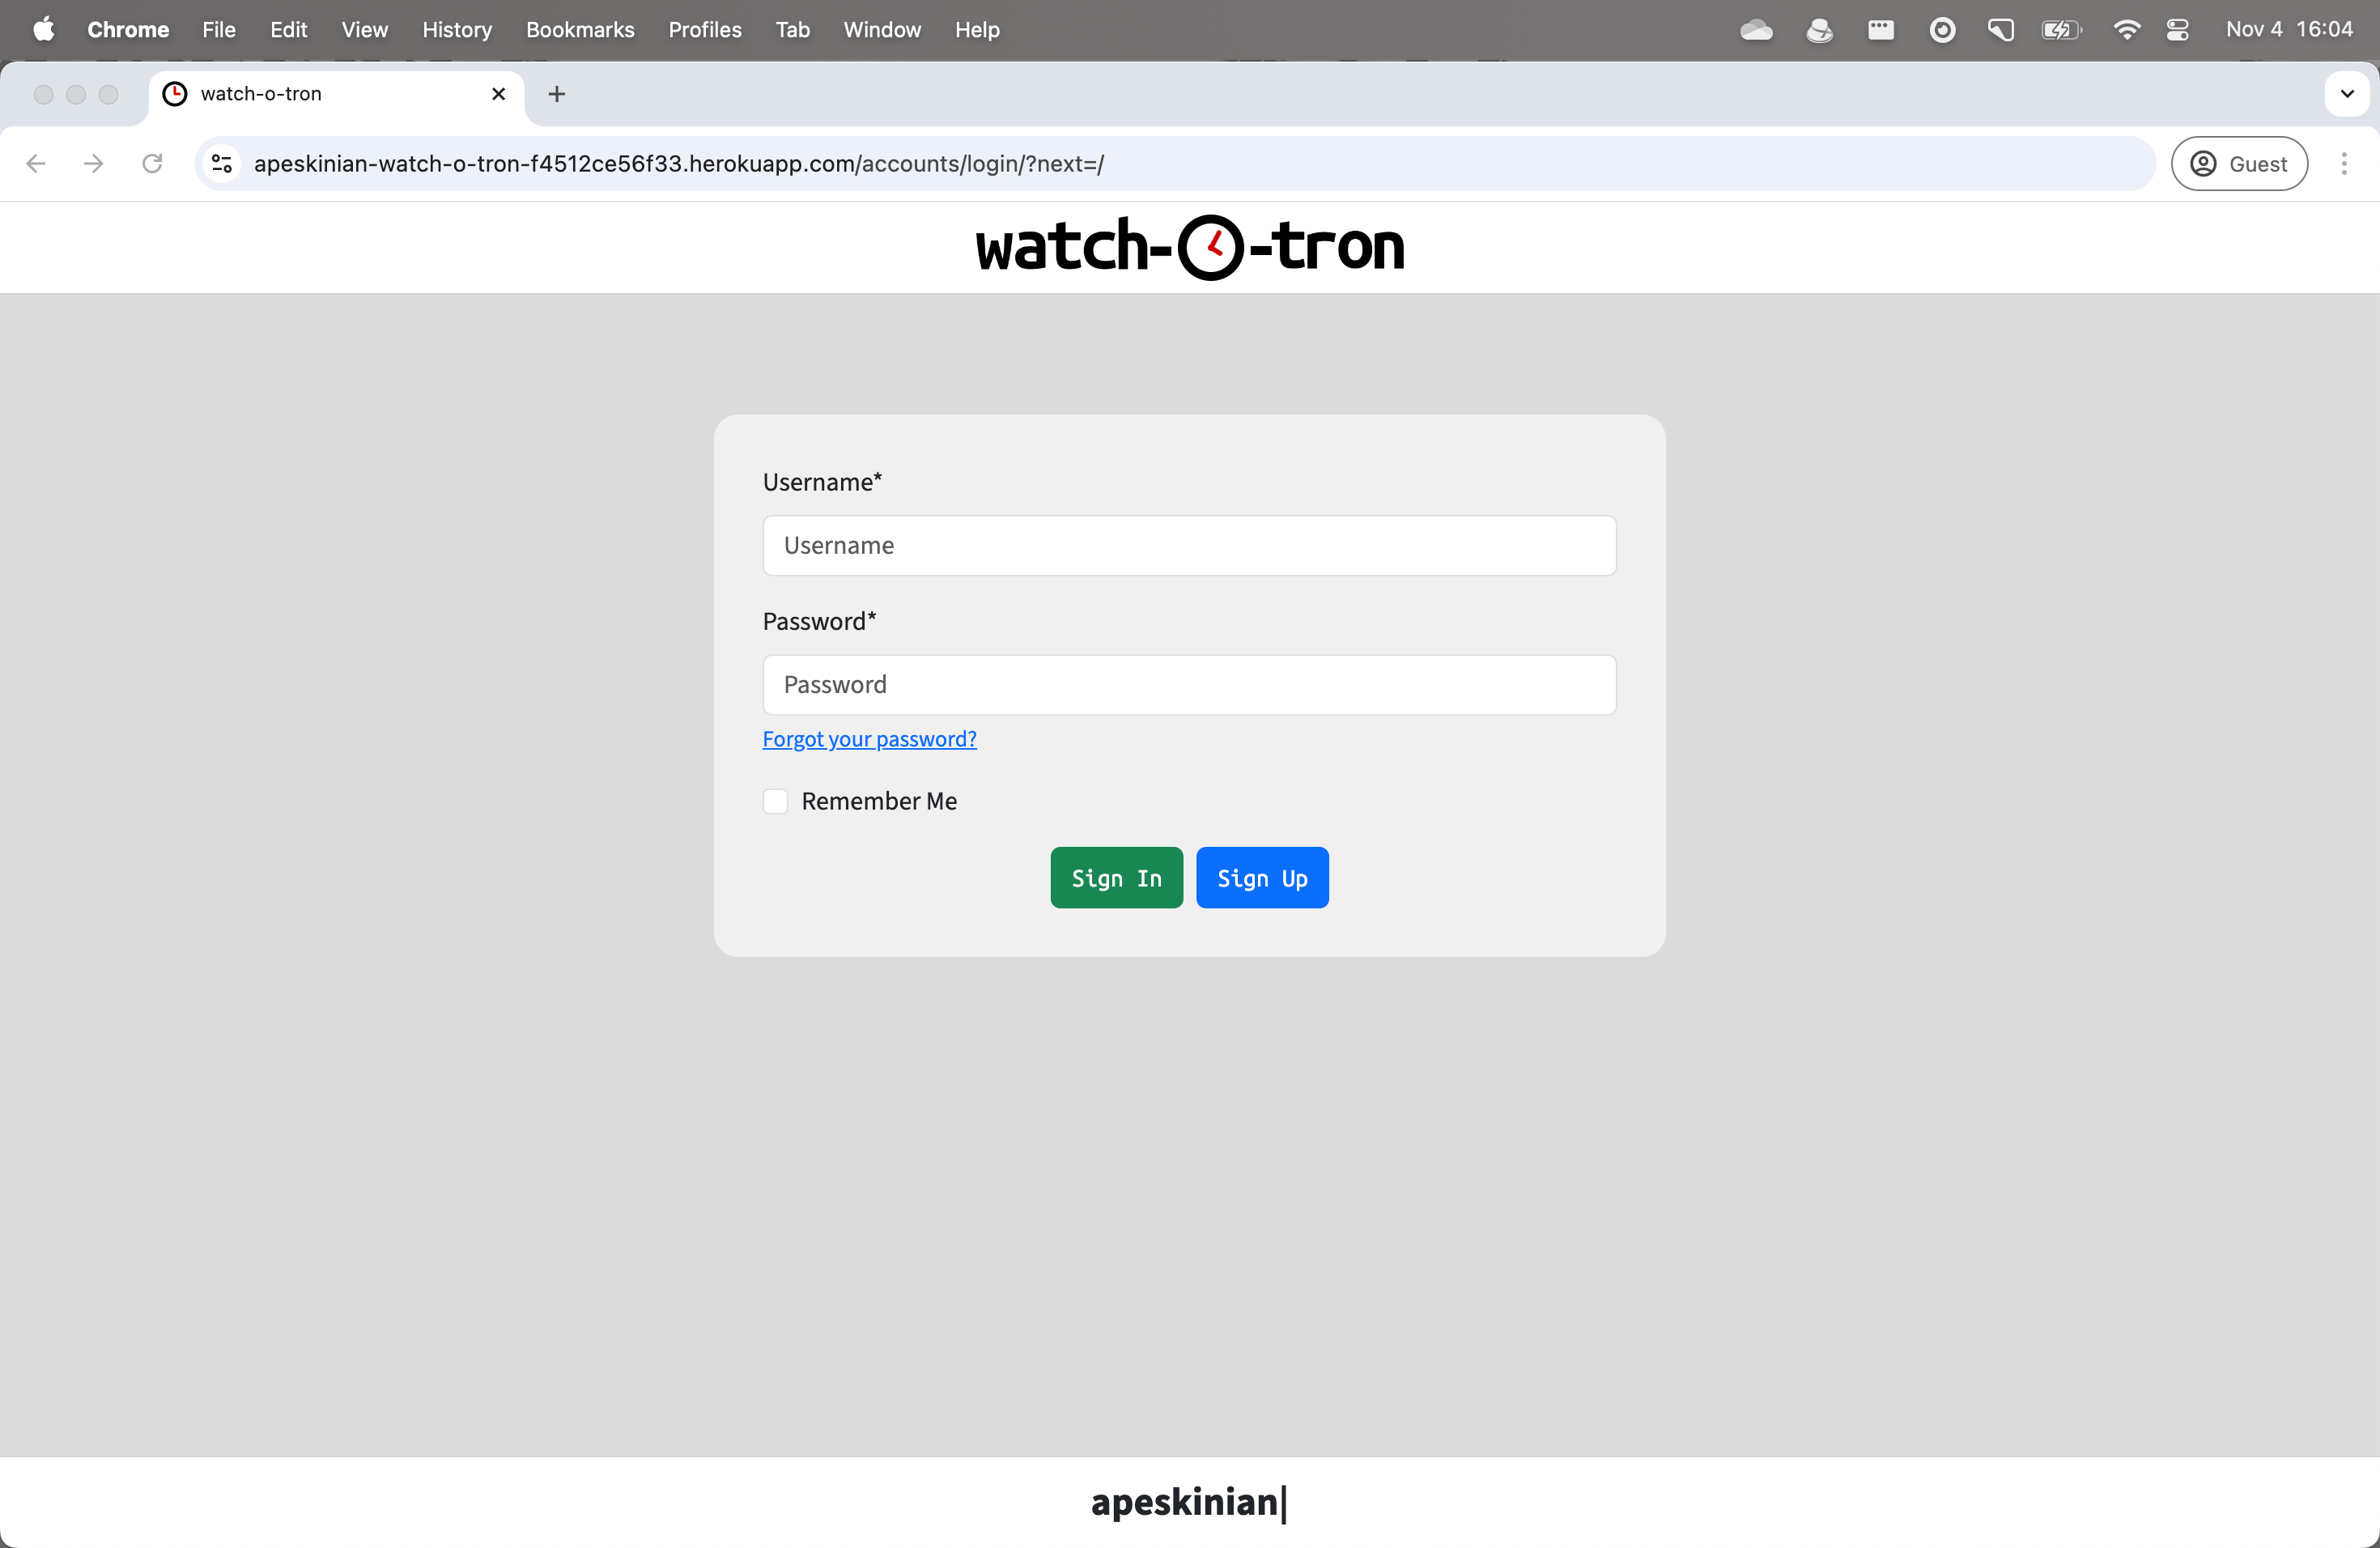 Chrome File Edit View History Bookmarks Profiles Tab Window Help Nov 4 16:04
watch-o-tron
apeskinian-watch-o-tron-f4512ce56f33.herokuapp.com/accounts/login/?next=/ Guest
watch-o-tron
Username*
Username
Password*
Password
Forgot your password?
Remember Me
Sign In Sign Up
apeskinian|